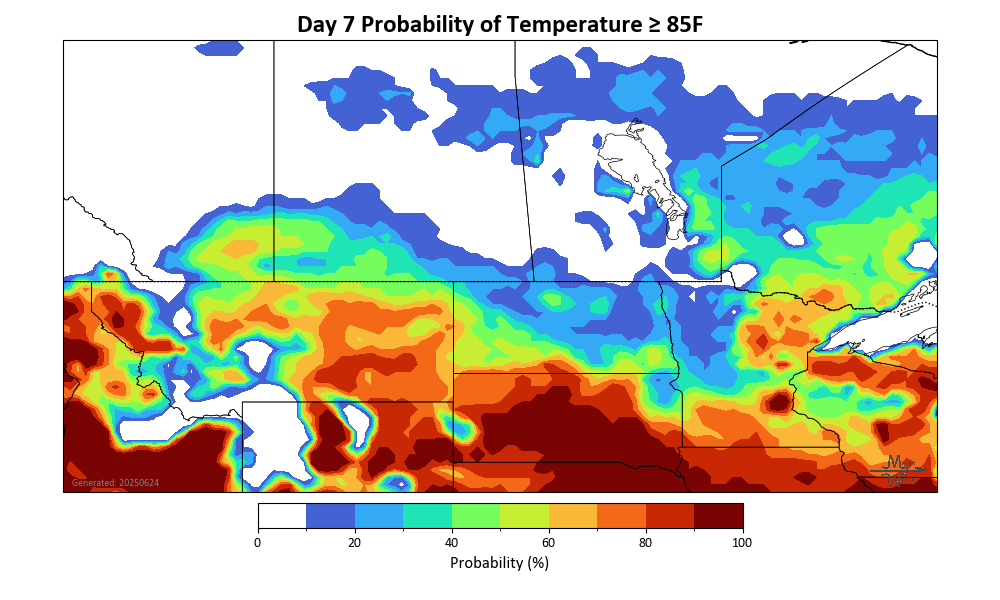 Day 7 Probability of Temperature ≥ 85F
Generated: 20250624
0 20 40 60 80 100
Probability (%)